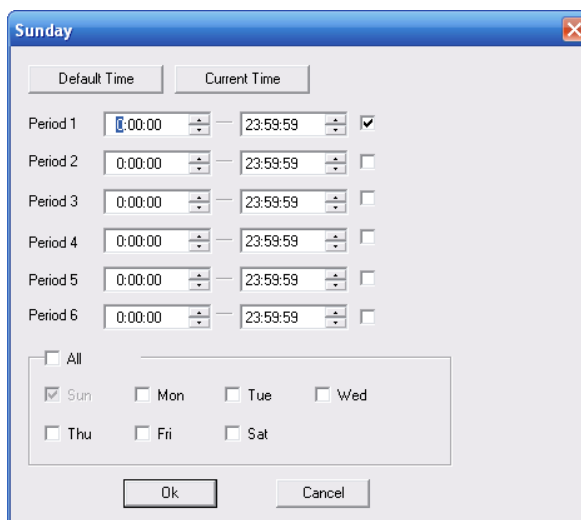 Sunday
Default Time Current Time
Period 1 0:00:00 23:59:59
Period 2 0:00:00 23:59:59
Period 3 0:00:00 23:59:59
Period 4 0:00:00 23:59:59
Period 5 0:00:00 23:59:59
Period 6 0:00:00 23:59:59
All
Sun Mon Tue Wed
Thu Fri Sat
Ok Cancel